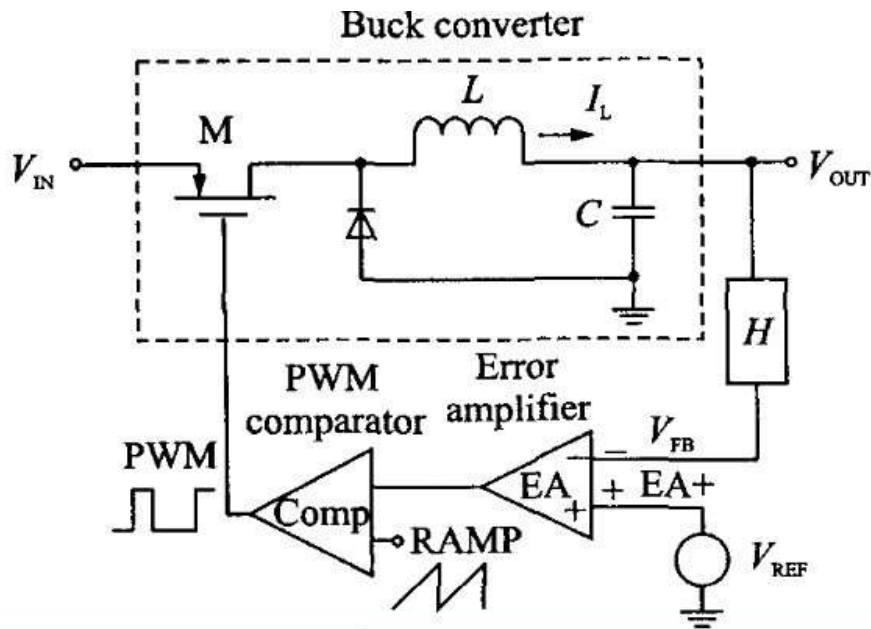 Buck converter
M
L
I_L
V_IN
V_OUT
C
H
PWM
comparator
Error
amplifier
PWM
V_FB
−
EA
+
+
EA+
Comp
RAMP
V_REF